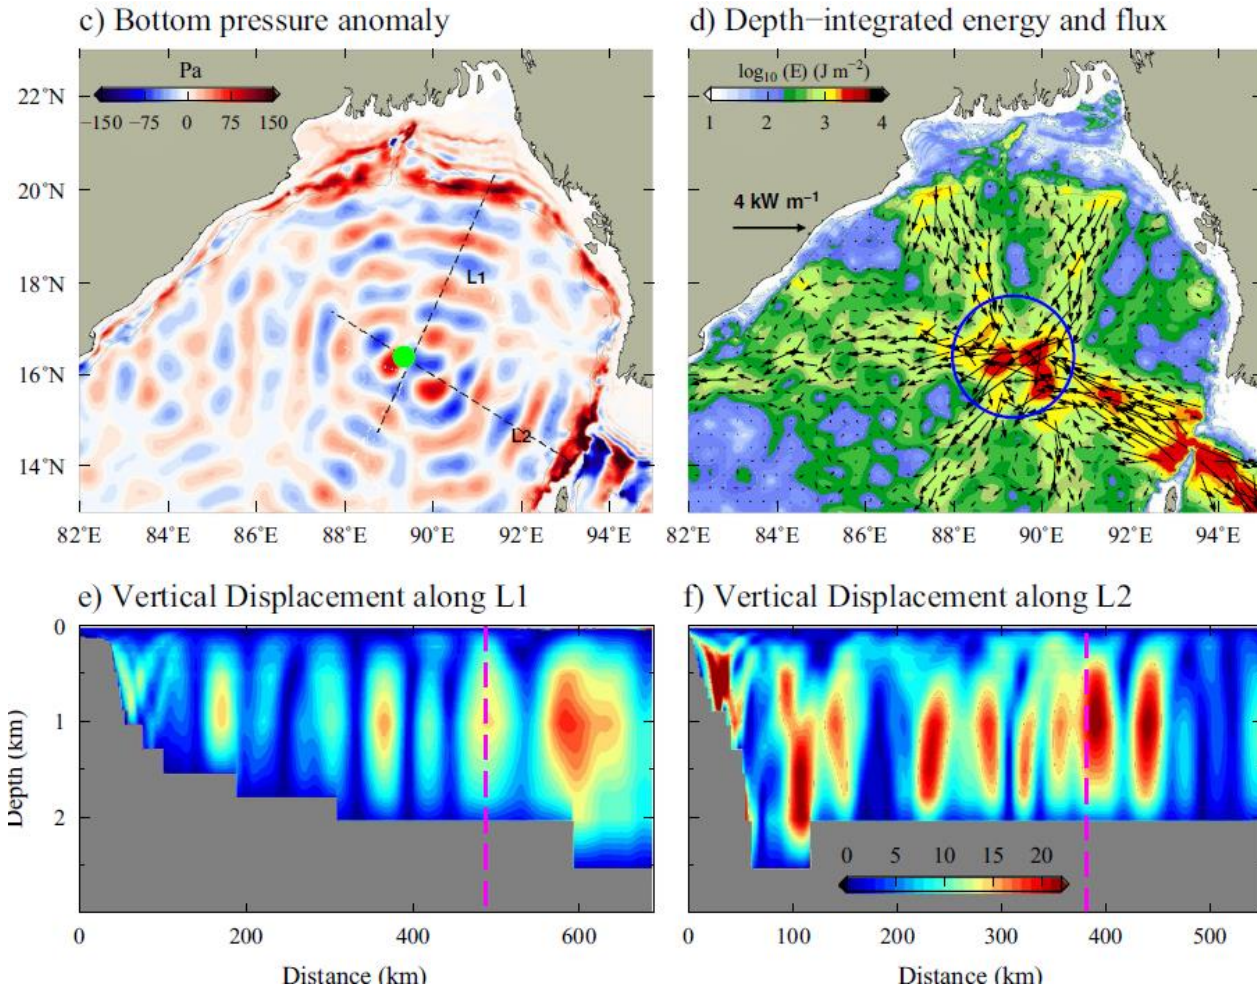 c) Bottom pressure anomaly
d) Depth−integrated energy and flux
Pa
−150 −75 0 75 150
log10 (E) (J m−2)
1 2 3 4
22˚N
20˚N
18˚N
16˚N
14˚N
L1
L2
4 kW m−1
82˚E 84˚E 86˚E 88˚E 90˚E 92˚E 94˚E
82˚E 84˚E 86˚E 88˚E 90˚E 92˚E 94˚E
e) Vertical Displacement along L1
f) Vertical Displacement along L2
0
1
2
Depth (km)
0 5 10 15 20
0 200 400 600
0 100 200 300 400 500
Distance (km)
Distance (km)